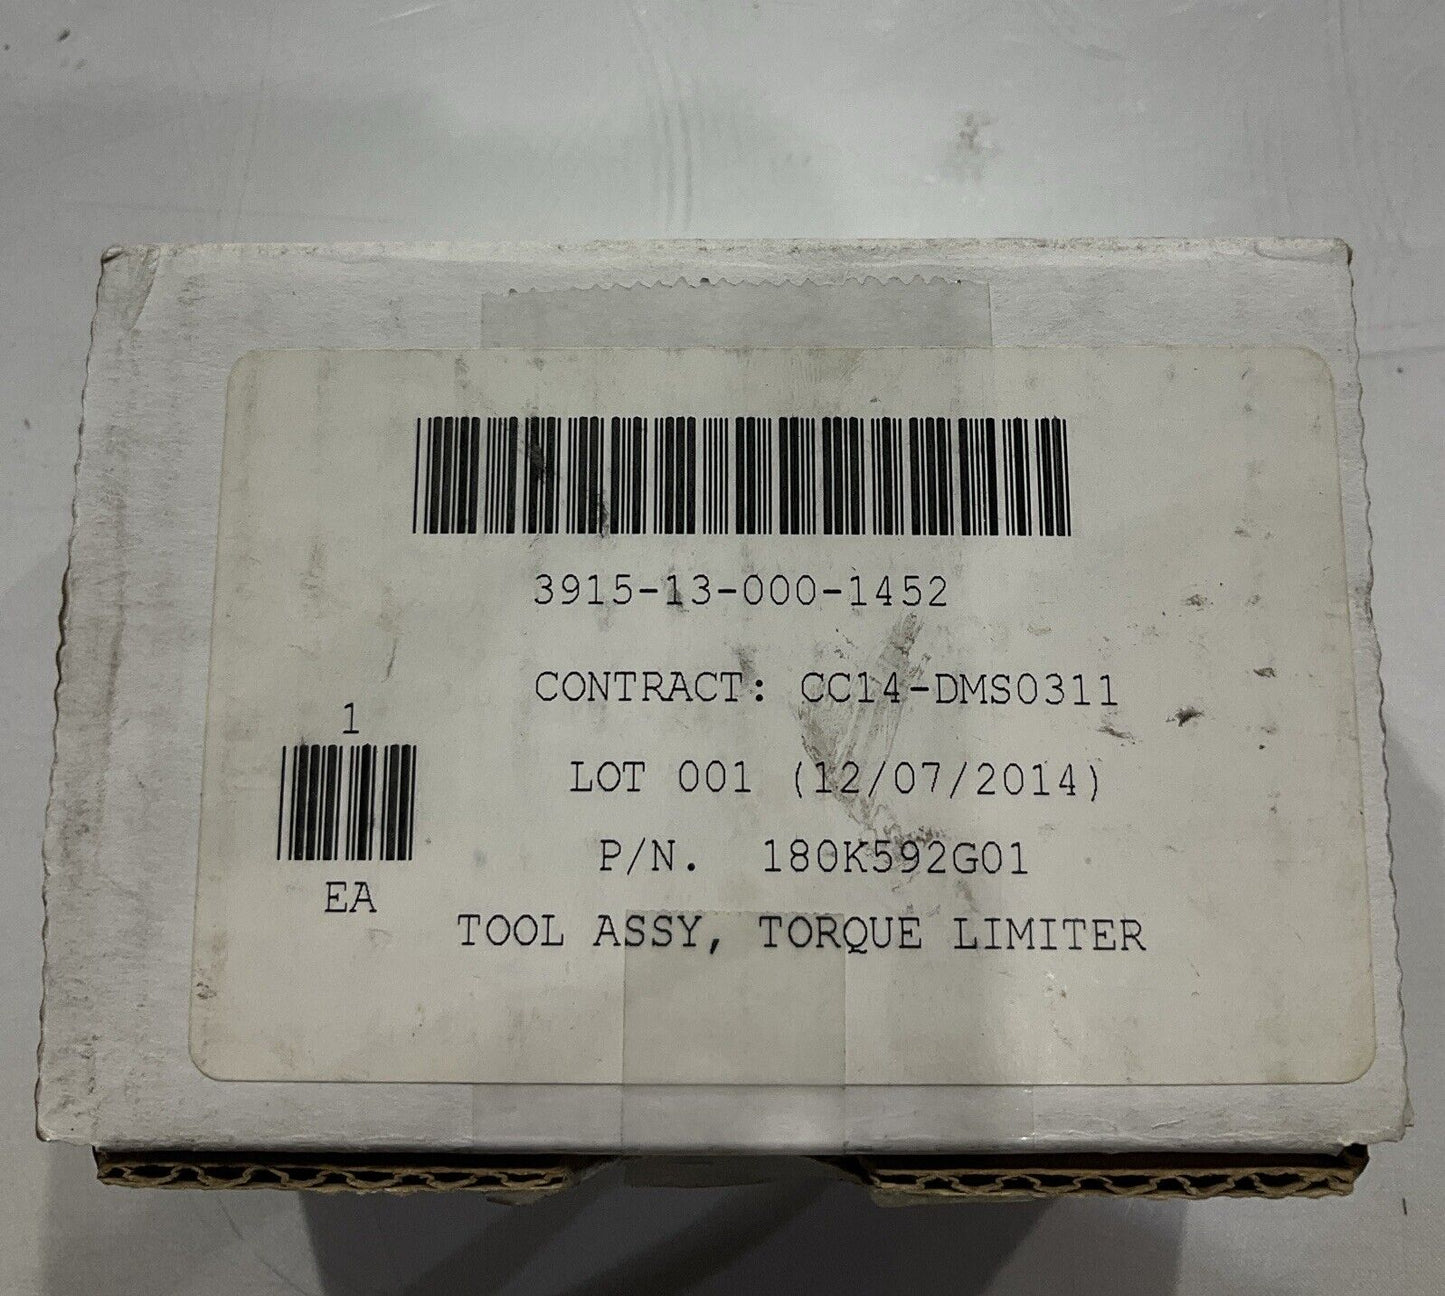 3915-13-000-1452
CONTRACT: CC14-DMS0311
1
LOT 001 (12/07/2014)
P/N. 180K592G01
EA
TOOL ASSY, TORQUE LIMITER